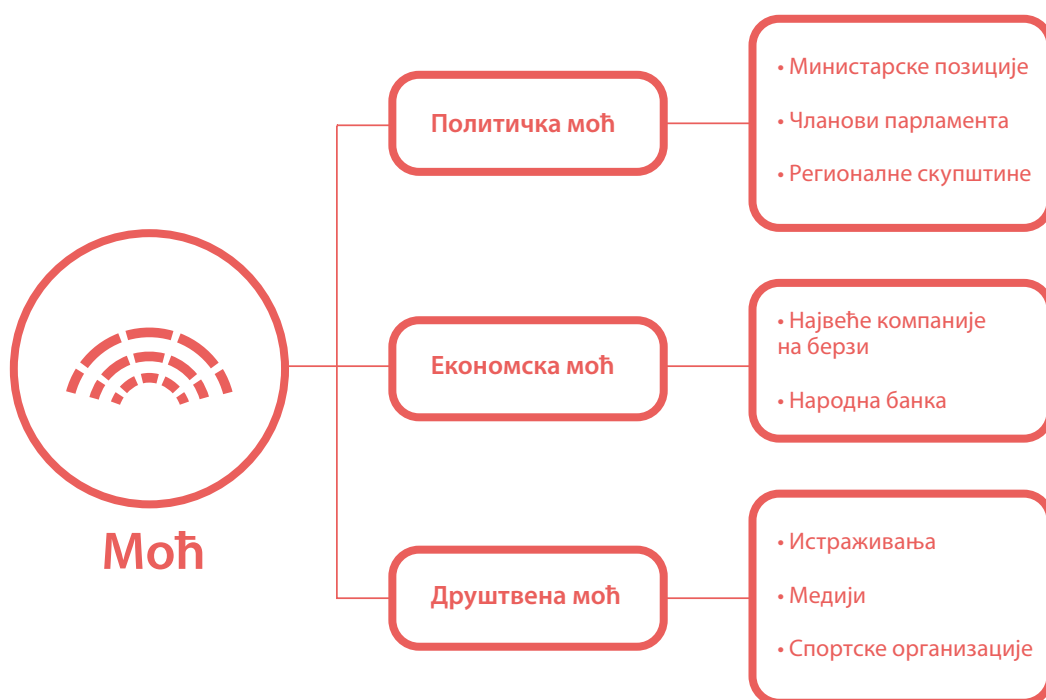 Моћ
Политичка моћ
• Министарске позиције
• Чланови парламента
• Регионалне скупштине
Економска моћ
• Највеће компаније
на берзи
• Народна банка
Друштвена моћ
• Истраживања
• Медији
• Спортске организације